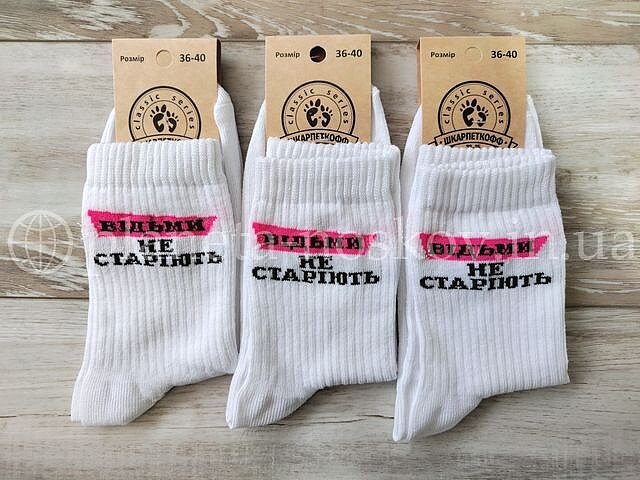 Розмір 36-40
classic series
ШКАРПЕТКОФФ
Розмір 36-40
classic series
ШКАРПЕТКОФФ
Розмір 36-40
classic series
ШКАРПЕТКОФФ
ВІДЬМИ
НЕ
СТАРІЮТЬ
ВІДЬМИ
НЕ
СТАРІЮТЬ
ВІДЬМИ
НЕ
СТАРІЮТЬ